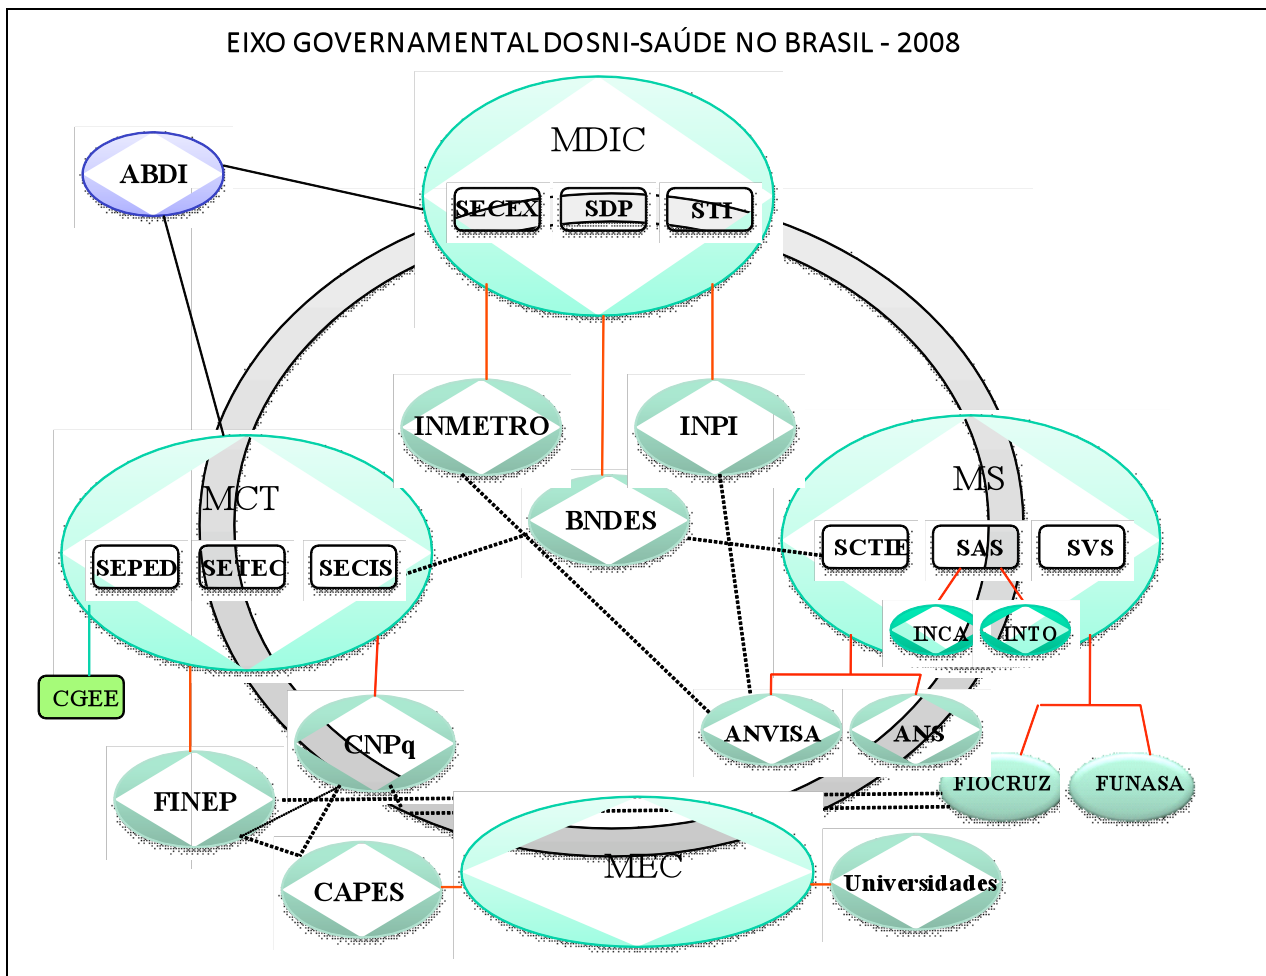 EIXO GOVERNAMENTAL DOSNI-SAÚDE NO BRASIL - 2008
MDIC
ABDI
SECEX
SDP
STI
INMETRO
INPI
MS
MCT
BNDES
SCTIE
SAS
SVS
SEPED
SETEC
SECIS
INCA
INTO
CGEE
ANVISA
ANS
CNPq
FIOCRUZ
FUNASA
FINEP
MEC
CAPES
Universidades